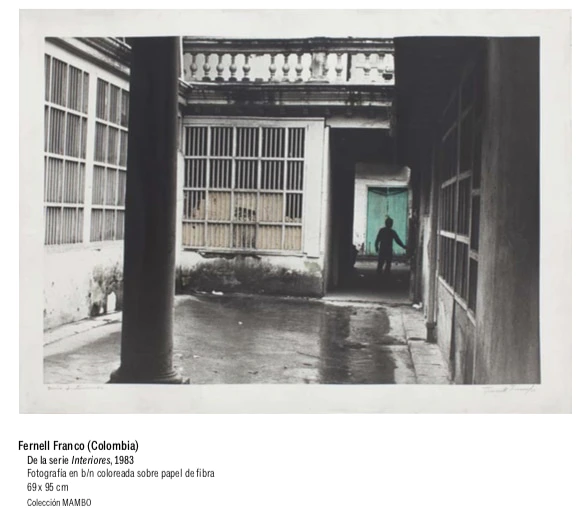 Fernell Franco (Colombia)
De la serie Interiores, 1983
Fotografía en b/n coloreada sobre papel de fibra
69 x 95 cm
Colección MAMBO